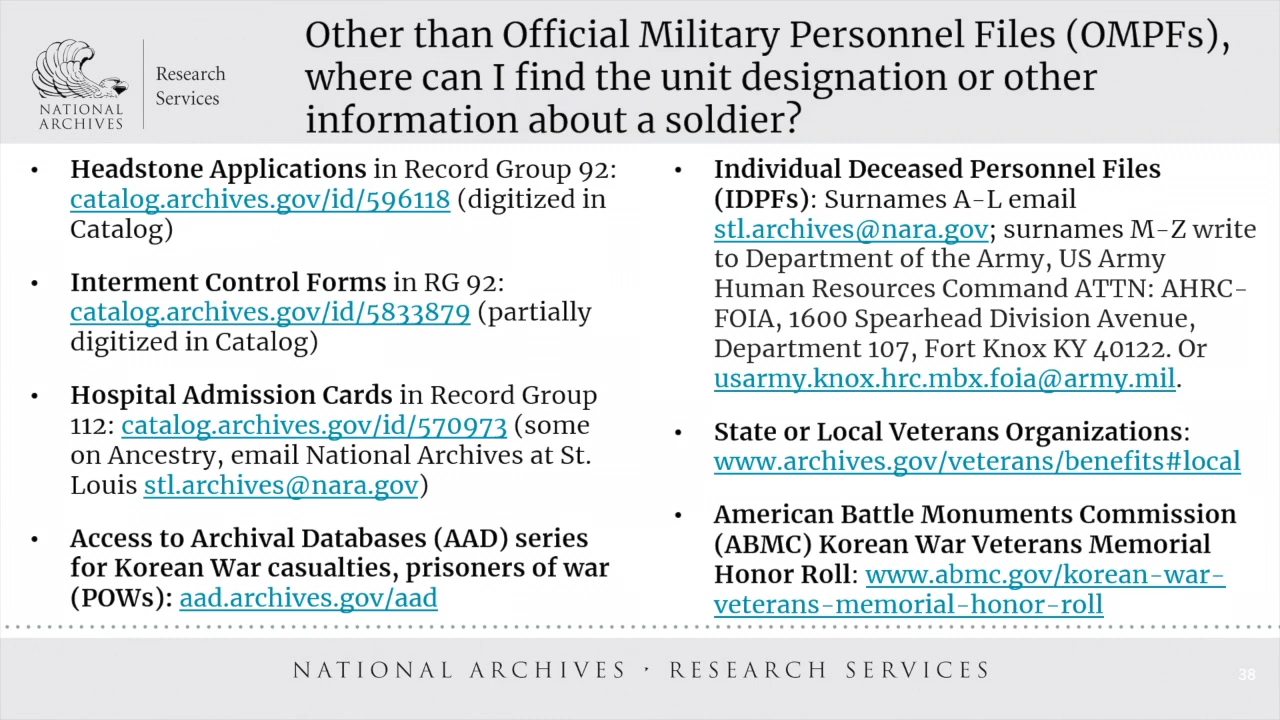 NATIONAL
ARCHIVES
Research
Services
Other than Official Military Personnel Files (OMPFs),
where can I find the unit designation or other
information about a soldier?
• Headstone Applications in Record Group 92:
catalog.archives.gov/id/596118 (digitized in
Catalog)
• Interment Control Forms in RG 92:
catalog.archives.gov/id/5833879 (partially
digitized in Catalog)
• Hospital Admission Cards in Record Group
112: catalog.archives.gov/id/570973 (some
on Ancestry, email National Archives at St.
Louis stl.archives@nara.gov)
• Access to Archival Databases (AAD) series
for Korean War casualties, prisoners of war
(POWs): aad.archives.gov/aad
• Individual Deceased Personnel Files
(IDPFs): Surnames A-L email
stl.archives@nara.gov; surnames M-Z write
to Department of the Army, US Army
Human Resources Command ATTN: AHRC-
FOIA, 1600 Spearhead Division Avenue,
Department 107, Fort Knox KY 40122. Or
usarmy.knox.hrc.mbx.foia@army.mil.
• State or Local Veterans Organizations:
www.archives.gov/veterans/benefits#local
• American Battle Monuments Commission
(ABMC) Korean War Veterans Memorial
Honor Roll: www.abmc.gov/korean-war-
veterans-memorial-honor-roll
NATIONAL ARCHIVES · RESEARCH SERVICES
38